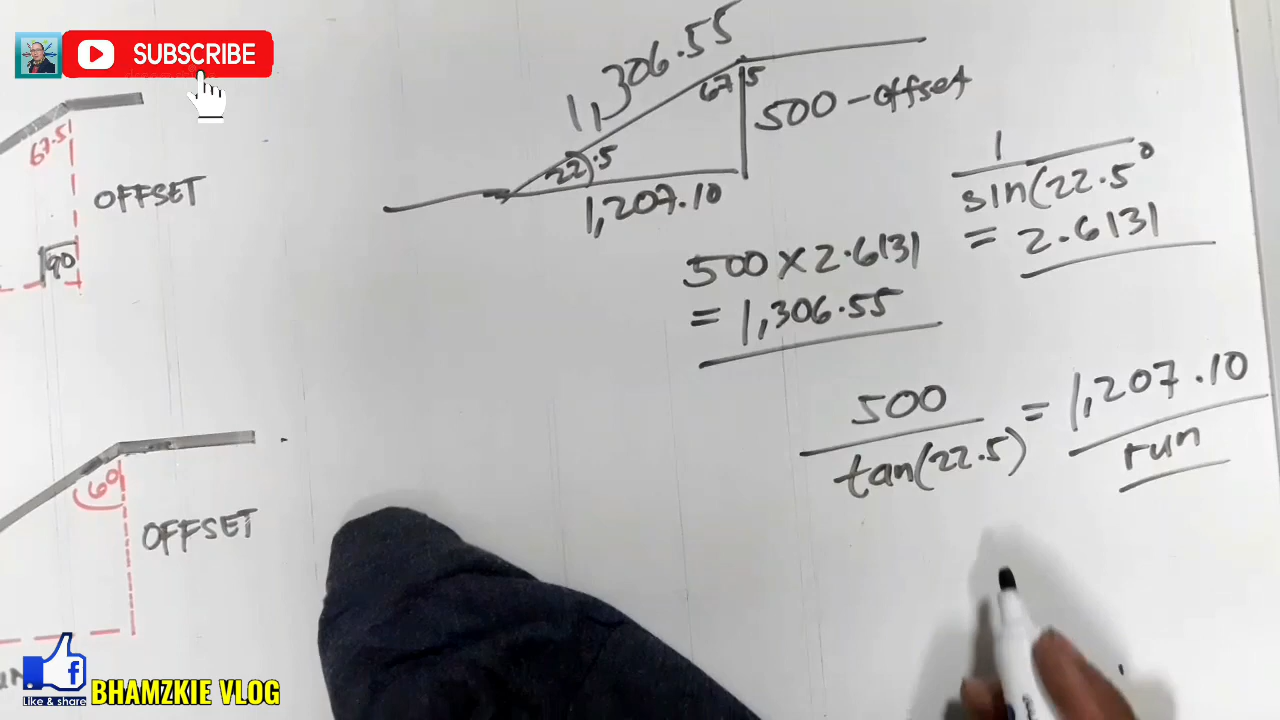 SUBSCRIBE
67.5
OFFSET
90
60
OFFSET
1,306.55
67.5
500 - offset
22.5
1,207.10
1
sin(22.5°
= 2.6131
500 × 2.6131
= 1,306.55
500
tan(22.5)
= 1,207.10
run
f
Like & share
BHAMZKIE VLOG